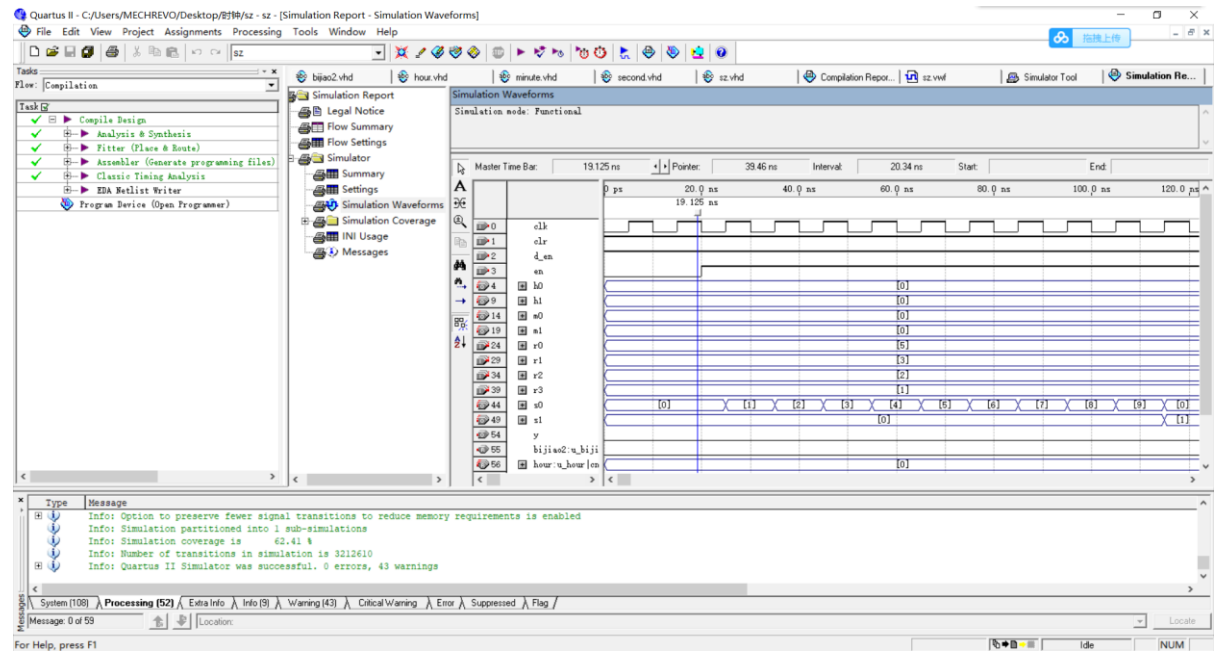 Quartus II - C:/Users/MECHREVO/Desktop/时钟/sz - sz - [Simulation Report - Simulation Waveforms]
File Edit View Project Assignments Processing Tools Window Help
拖拽上传
sz
Tasks
Flow: Compilation
Task
Compile Design
Analysis & Synthesis
Fitter (Place & Route)
Assembler (Generate programming files)
Classic Timing Analysis
EDA Netlist Writer
Program Device (Open Programmer)
bijiao2.vhd hour.vhd minute.vhd second.vhd sz.vhd Compilation Repor... sz.vwf Simulator Tool Simulation Re...
Simulation Report
Legal Notice
Flow Summary
Flow Settings
Simulator
Summary
Settings
Simulation Waveforms
Simulation Coverage
INI Usage
Messages
Simulation Waveforms
Simulation mode: Functional
Master Time Bar: 19.125 ns Pointer: 39.46 ns Interval: 20.34 ns Start: End:
0 ps 20.0 ns 40.0 ns 60.0 ns 80.0 ns 100.0 ns 120.0 ns
19.125 ns
0 clk
1 clr
2 d_en
3 en
4 h0 [0]
9 h1 [0]
14 m0 [0]
19 m1 [0]
24 r0 [5]
29 r1 [3]
34 r2 [2]
39 r3 [1]
44 s0 [0] [1] [2] [3] [4] [5] [6] [7] [8] [9] [0]
49 s1 [0] [1]
54 y
55 bijiao2:u_biji
56 hour:u_hour|cn [0]
Type Message
Info: Option to preserve fewer signal transitions to reduce memory requirements is enabled
Info: Simulation partitioned into 1 sub-simulations
Info: Simulation coverage is 62.41 %
Info: Number of transitions in simulation is 3212610
Info: Quartus II Simulator was successful. 0 errors, 43 warnings
System (108) Processing (52) Extra Info Info (9) Warning (43) Critical Warning Error Suppressed Flag
Messages
Message: 0 of 59 Location: Locate
For Help, press F1 Idle NUM